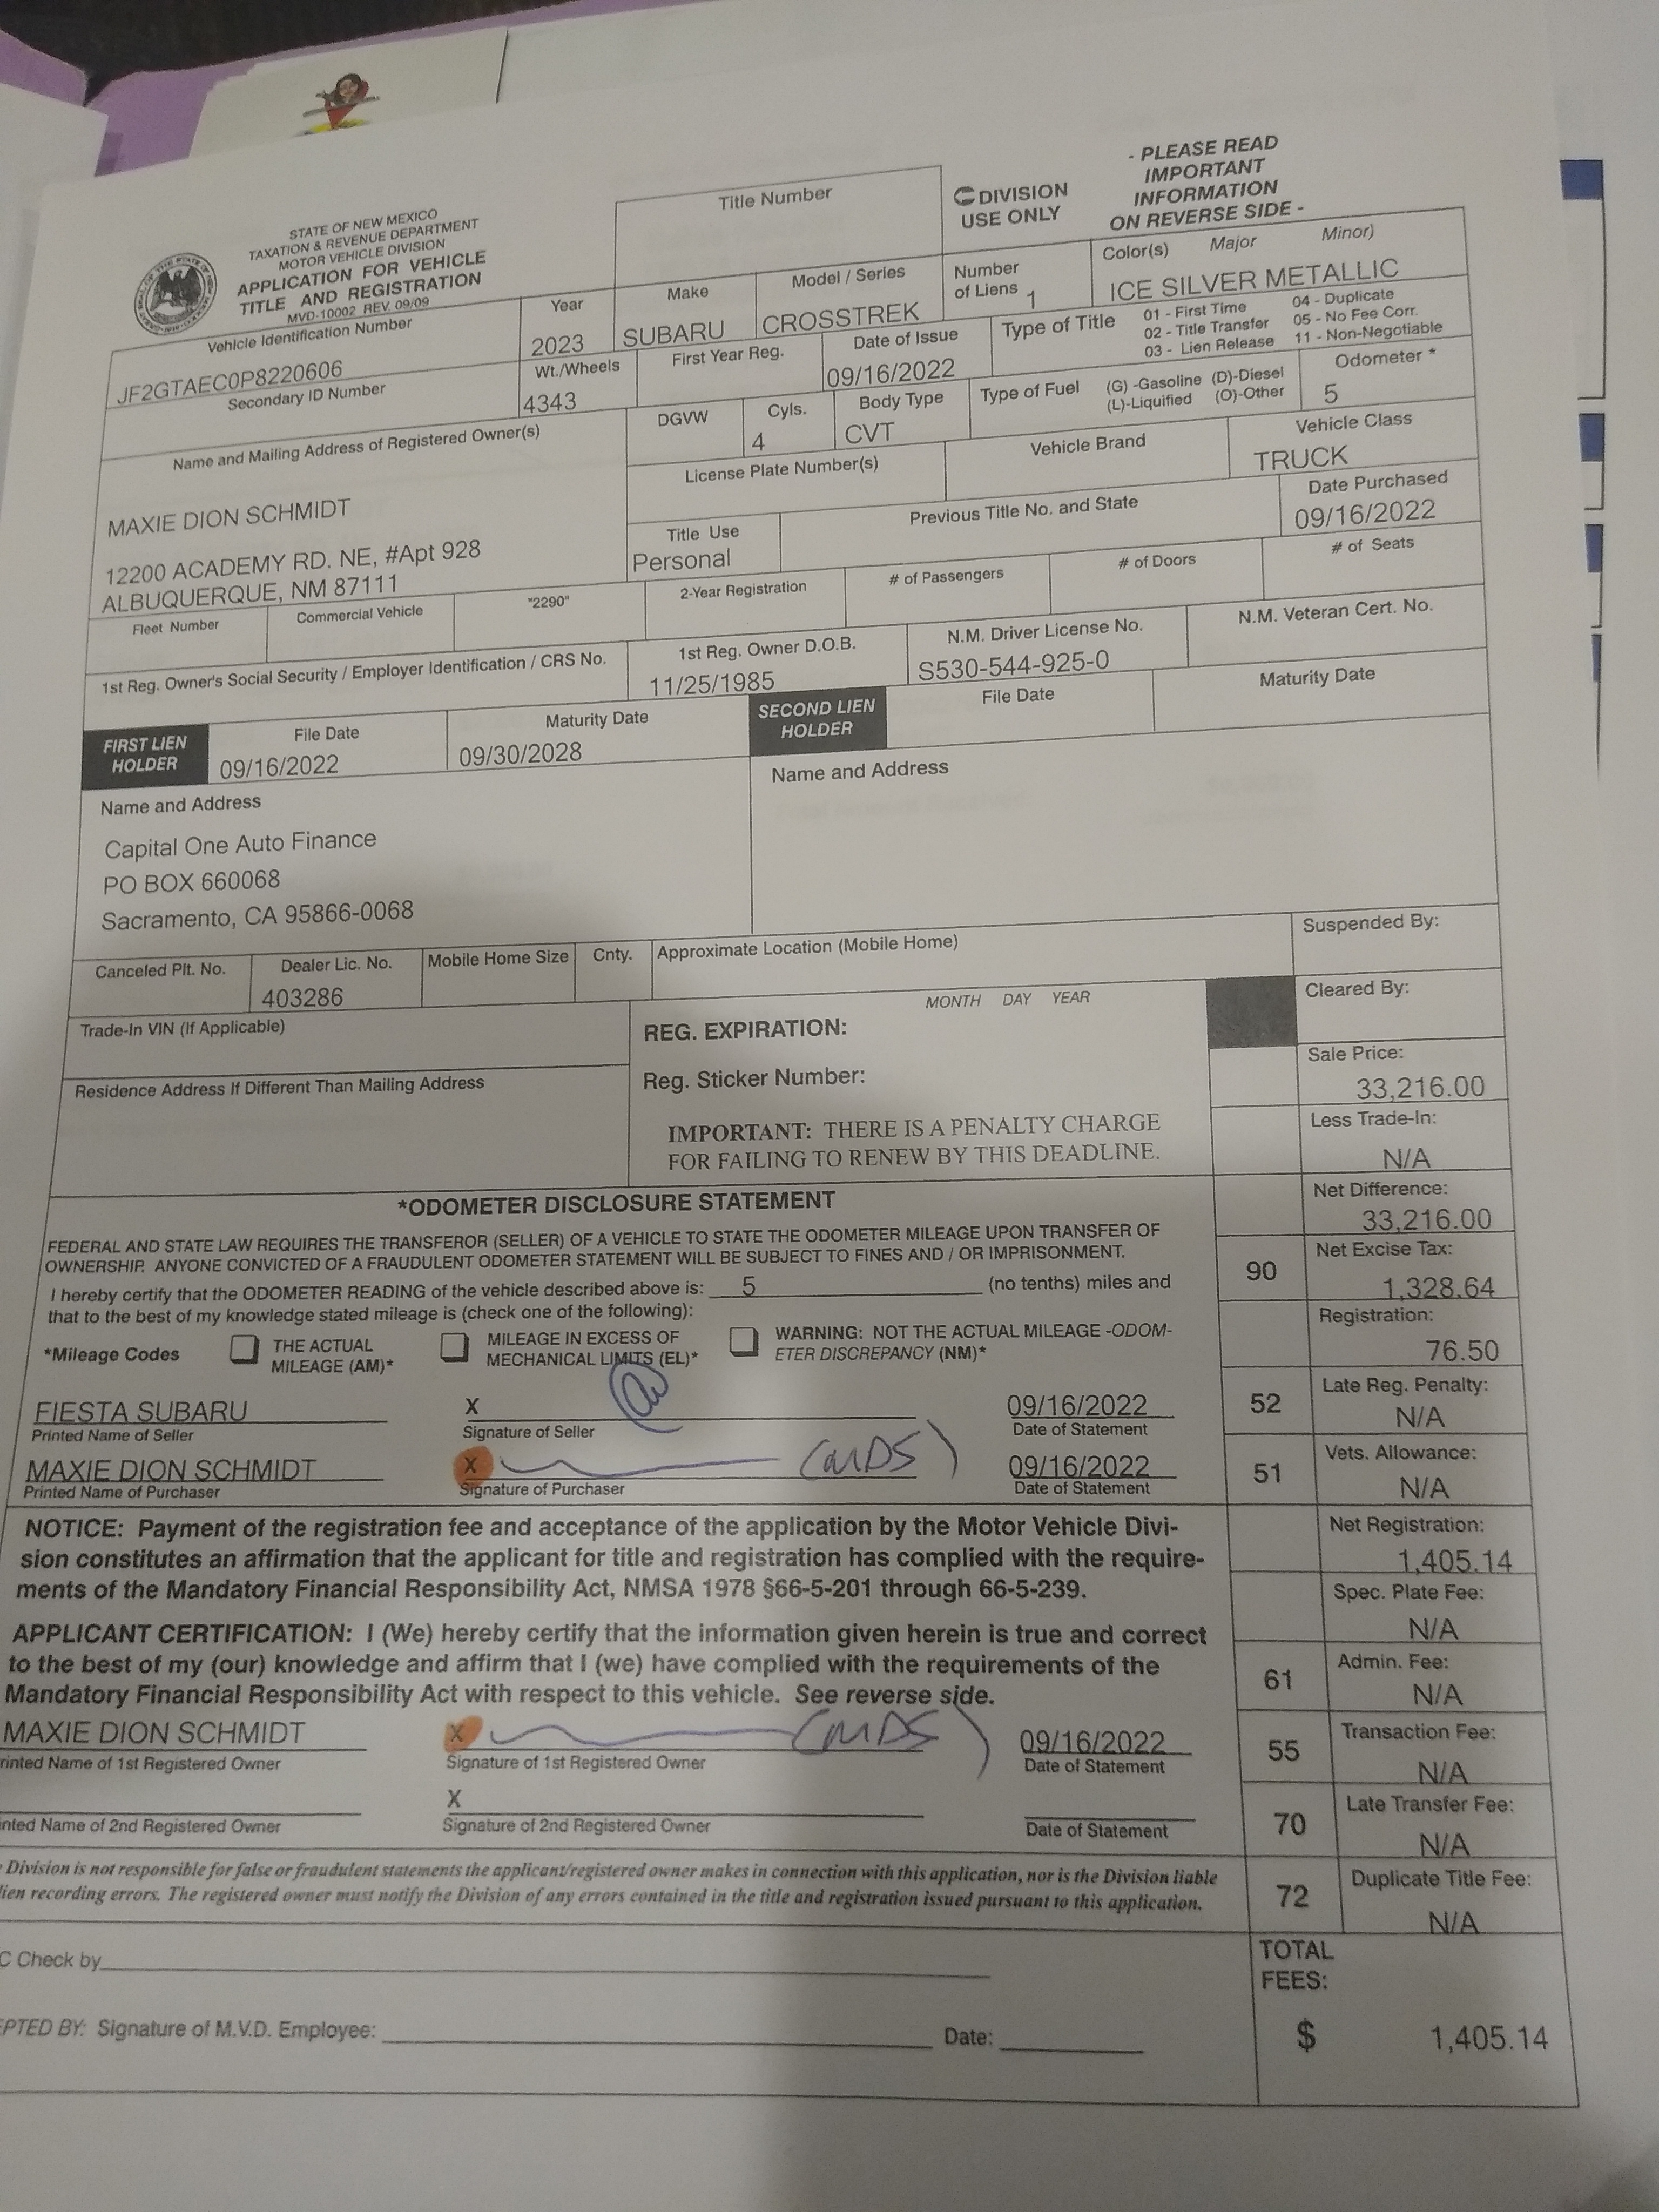 - PLEASE READ
IMPORTANT
INFORMATION
ON REVERSE SIDE -
DIVISION
USE ONLY
STATE OF NEW MEXICO
TAXATION & REVENUE DEPARTMENT
MOTOR VEHICLE DIVISION
APPLICATION FOR VEHICLE
TITLE AND REGISTRATION
MVD-10002 REV. 09/09
Title Number
Vehicle Identification Number
JF2GTAEC0P8220606
Year
2023
Make
SUBARU
Model / Series
CROSSTREK
Number
of Liens 1
Color(s) Major Minor)
ICE SILVER METALLIC
Secondary ID Number
Wt./Wheels
4343
First Year Reg.
Date of Issue
09/16/2022
Type of Title
01 - First Time 04 - Duplicate
02 - Title Transfer 05 - No Fee Corr.
03 - Lien Release 11 - Non-Negotiable
Name and Mailing Address of Registered Owner(s)
DGVW
Cyls.
4
Body Type
CVT
Type of Fuel (G) -Gasoline (D)-Diesel
(L)-Liquified (O)-Other
Odometer *
5
License Plate Number(s)
Vehicle Brand
Vehicle Class
TRUCK
MAXIE DION SCHMIDT
12200 ACADEMY RD. NE, #Apt 928
ALBUQUERQUE, NM 87111
Title Use
Personal
Previous Title No. and State
Date Purchased
09/16/2022
Fleet Number
Commercial Vehicle
"2290"
2-Year Registration
# of Passengers
# of Doors
# of Seats
1st Reg. Owner's Social Security / Employer Identification / CRS No.
1st Reg. Owner D.O.B.
11/25/1985
N.M. Driver License No.
S530-544-925-0
N.M. Veteran Cert. No.
FIRST LIEN
HOLDER
File Date
09/16/2022
Maturity Date
09/30/2028
SECOND LIEN
HOLDER
File Date
Maturity Date
Name and Address
Capital One Auto Finance
PO BOX 660068
Sacramento, CA 95866-0068
Name and Address
Canceled Plt. No.
Dealer Lic. No.
403286
Mobile Home Size
Cnty.
Approximate Location (Mobile Home)
Suspended By:
Trade-In VIN (If Applicable)
MONTH DAY YEAR
REG. EXPIRATION:
Cleared By:
Residence Address If Different Than Mailing Address
Reg. Sticker Number:
Sale Price:
33,216.00
IMPORTANT: THERE IS A PENALTY CHARGE
FOR FAILING TO RENEW BY THIS DEADLINE.
Less Trade-In:
N/A
*ODOMETER DISCLOSURE STATEMENT
Net Difference:
33,216.00
FEDERAL AND STATE LAW REQUIRES THE TRANSFEROR (SELLER) OF A VEHICLE TO STATE THE ODOMETER MILEAGE UPON TRANSFER OF
OWNERSHIP. ANYONE CONVICTED OF A FRAUDULENT ODOMETER STATEMENT WILL BE SUBJECT TO FINES AND / OR IMPRISONMENT.
90
Net Excise Tax:
1,328.64
I hereby certify that the ODOMETER READING of the vehicle described above is: 5 (no tenths) miles and
that to the best of my knowledge stated mileage is (check one of the following):
Registration:
76.50
*Mileage Codes
THE ACTUAL
MILEAGE (AM)*
MILEAGE IN EXCESS OF
MECHANICAL LIMITS (EL)*
WARNING: NOT THE ACTUAL MILEAGE -ODOM-
ETER DISCREPANCY (NM)*
FIESTA SUBARU
Printed Name of Seller
X
Signature of Seller
09/16/2022
Date of Statement
52
Late Reg. Penalty:
N/A
MAXIE DION SCHMIDT
Printed Name of Purchaser
X (MDS)
Signature of Purchaser
09/16/2022
Date of Statement
51
Vets. Allowance:
N/A
NOTICE: Payment of the registration fee and acceptance of the application by the Motor Vehicle Divi-
sion constitutes an affirmation that the applicant for title and registration has complied with the require-
ments of the Mandatory Financial Responsibility Act, NMSA 1978 §66-5-201 through 66-5-239.
Net Registration:
1,405.14
Spec. Plate Fee:
N/A
APPLICANT CERTIFICATION: I (We) hereby certify that the information given herein is true and correct
to the best of my (our) knowledge and affirm that I (we) have complied with the requirements of the
Mandatory Financial Responsibility Act with respect to this vehicle. See reverse side.
61
Admin. Fee:
N/A
MAXIE DION SCHMIDT
rinted Name of 1st Registered Owner
X (MDS)
Signature of 1st Registered Owner
09/16/2022
Date of Statement
55
Transaction Fee:
N/A
nted Name of 2nd Registered Owner
X
Signature of 2nd Registered Owner
Date of Statement
70
Late Transfer Fee:
N/A
Division is not responsible for false or fraudulent statements the applicant/registered owner makes in connection with this application, nor is the Division liable
lien recording errors. The registered owner must notify the Division of any errors contained in the title and registration issued pursuant to this application.
72
Duplicate Title Fee:
N/A
C Check by
TOTAL
FEES:
EPTED BY: Signature of M.V.D. Employee:
Date:
$ 1,405.14